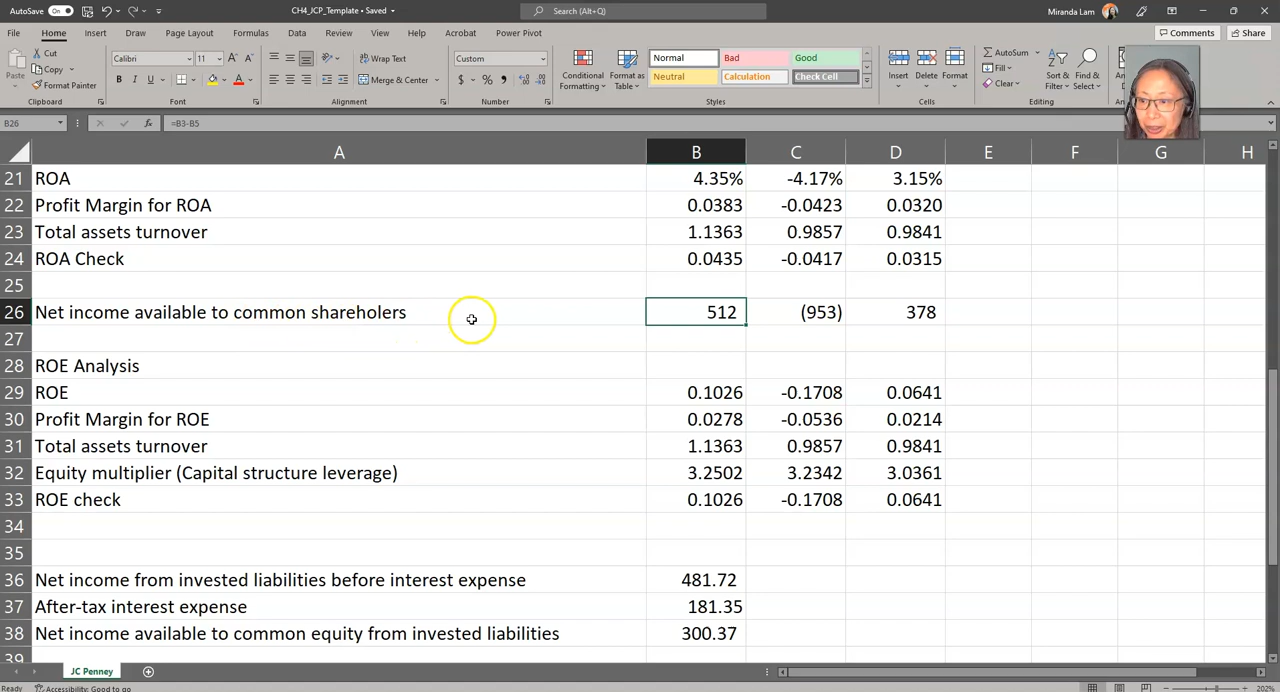 AutoSave On CH4_JCP_Template • Saved Search (Alt+Q) Miranda Lam
File Home Insert Draw Page Layout Formulas Data Review View Help Acrobat Power Pivot Comments Share
Paste Cut Copy Format Painter
Calibri 11 B I U
Wrap Text Merge & Center
Custom $ % 9
Conditional Formatting Format as Table
Normal Bad Good
Neutral Calculation Check Cell
Insert Delete Format
AutoSum Fill Clear
Sort & Filter Find & Select
Clipboard Font Alignment Number Styles Cells Editing
B26 fx =B3-B5
A B C D E F G H
21 ROA 4.35% -4.17% 3.15%
22 Profit Margin for ROA 0.0383 -0.0423 0.0320
23 Total assets turnover 1.1363 0.9857 0.9841
24 ROA Check 0.0435 -0.0417 0.0315
25
26 Net income available to common shareholders 512 (953) 378
27
28 ROE Analysis
29 ROE 0.1026 -0.1708 0.0641
30 Profit Margin for ROE 0.0278 -0.0536 0.0214
31 Total assets turnover 1.1363 0.9857 0.9841
32 Equity multiplier (Capital structure leverage) 3.2502 3.2342 3.0361
33 ROE check 0.1026 -0.1708 0.0641
34
35
36 Net income from invested liabilities before interest expense 481.72
37 After-tax interest expense 181.35
38 Net income available to common equity from invested liabilities 300.37
39
JC Penney
Ready Accessibility: Good to go 202%